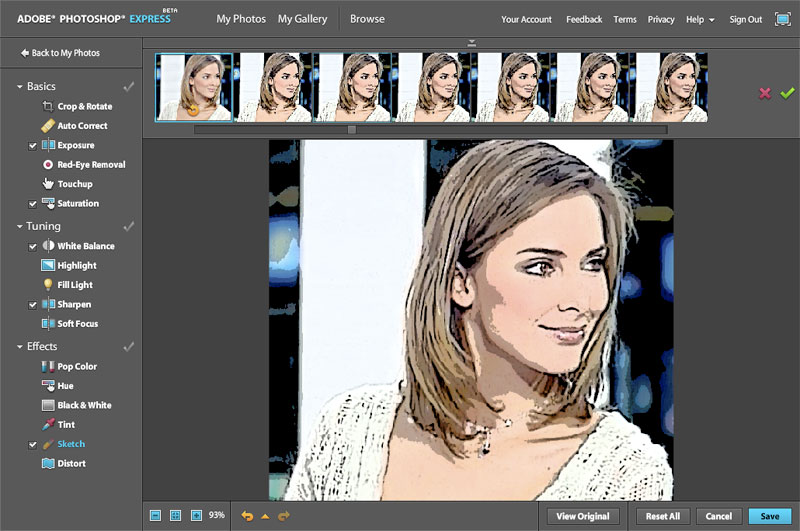 ADOBE® PHOTOSHOP® EXPRESS BETA
My Photos My Gallery Browse
Your Account Feedback Terms Privacy Help Sign Out
Back to My Photos
Basics
Crop & Rotate
Auto Correct
Exposure
Red-Eye Removal
Touchup
Saturation
Tuning
White Balance
Highlight
Fill Light
Sharpen
Soft Focus
Effects
Pop Color
Hue
Black & White
Tint
Sketch
Distort
93%
View Original Reset All Cancel Save